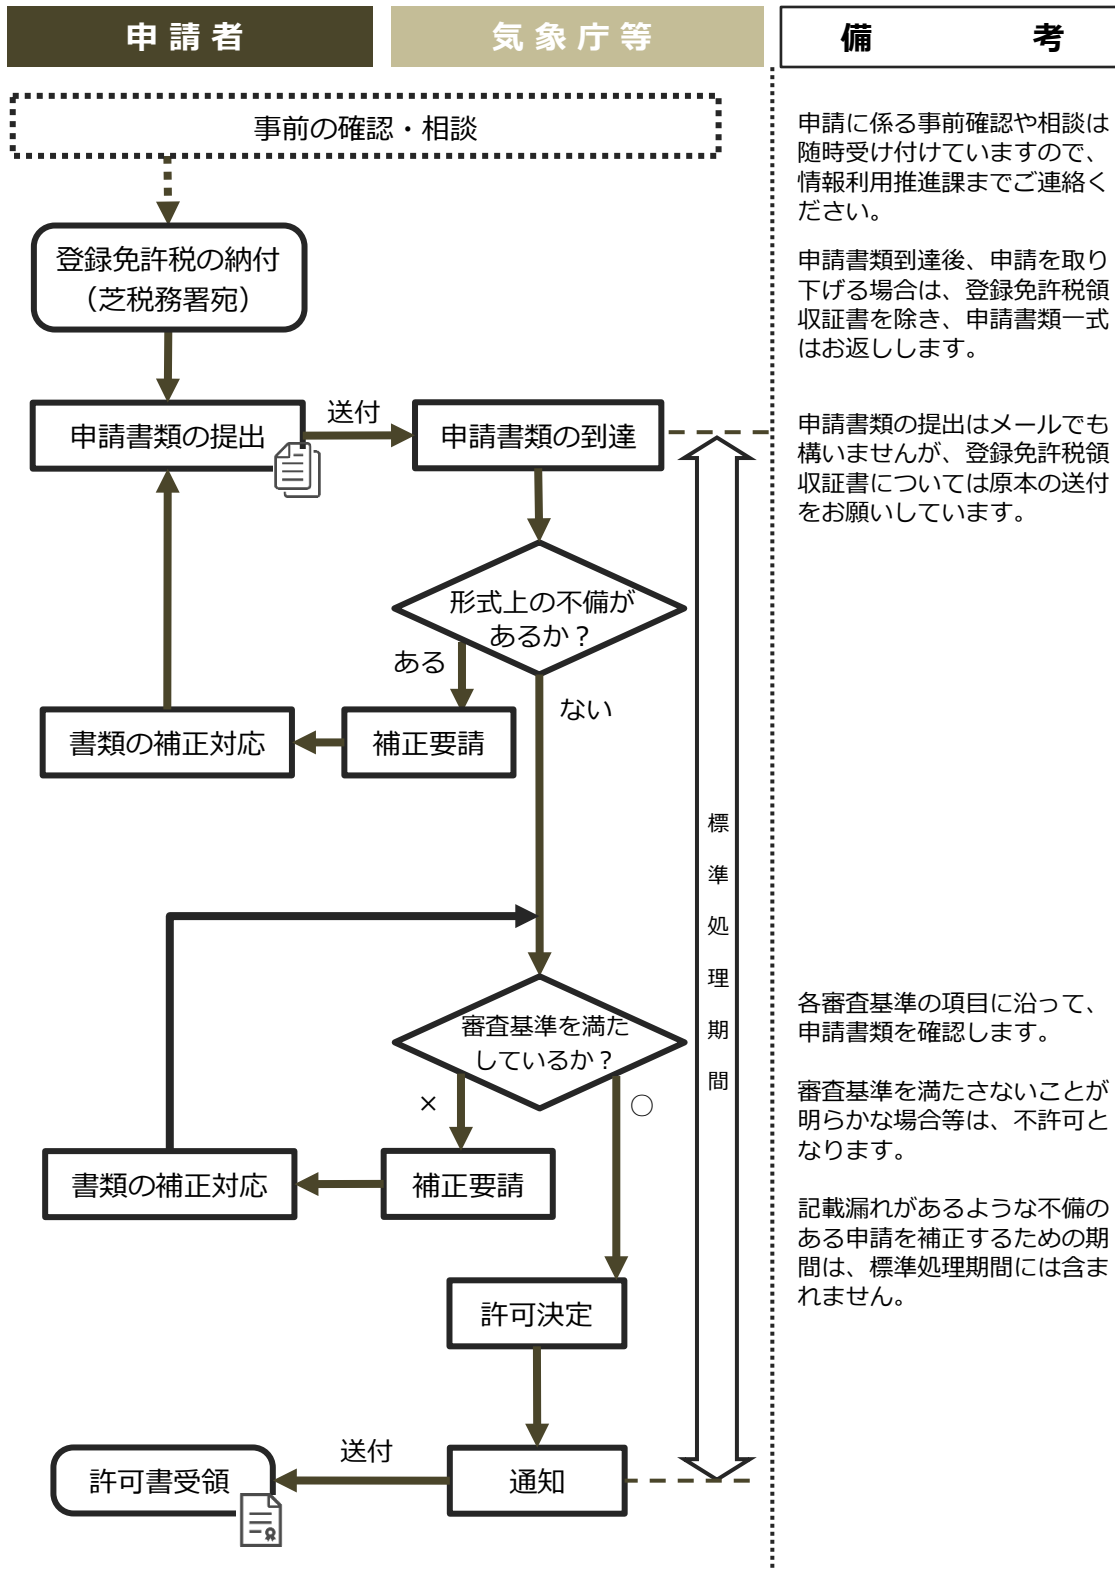 申請者
気象庁等
備考
事前の確認・相談
申請に係る事前確認や相談は
随時受け付けていますので、
情報利用推進課までご連絡く
ださい。
登録免許税の納付
（芝税務署宛）
申請書類到達後、申請を取り
下げる場合は、登録免許税領
収証書を除き、申請書類一式
はお返しします。
申請書類の提出
送付
申請書類の到達
申請書類の提出はメールでも
構いませんが、登録免許税領
収証書については原本の送付
をお願いしています。
形式上の不備が
あるか？
ある
ない
補正要請
書類の補正対応
標準処理期間
審査基準を満た
しているか？
×
○
補正要請
書類の補正対応
各審査基準の項目に沿って、
申請書類を確認します。
審査基準を満たさないことが
明らかな場合等は、不許可と
なります。
記載漏れがあるような不備の
ある申請を補正するための期
間は、標準処理期間には含ま
れません。
許可決定
通知
送付
許可書受領